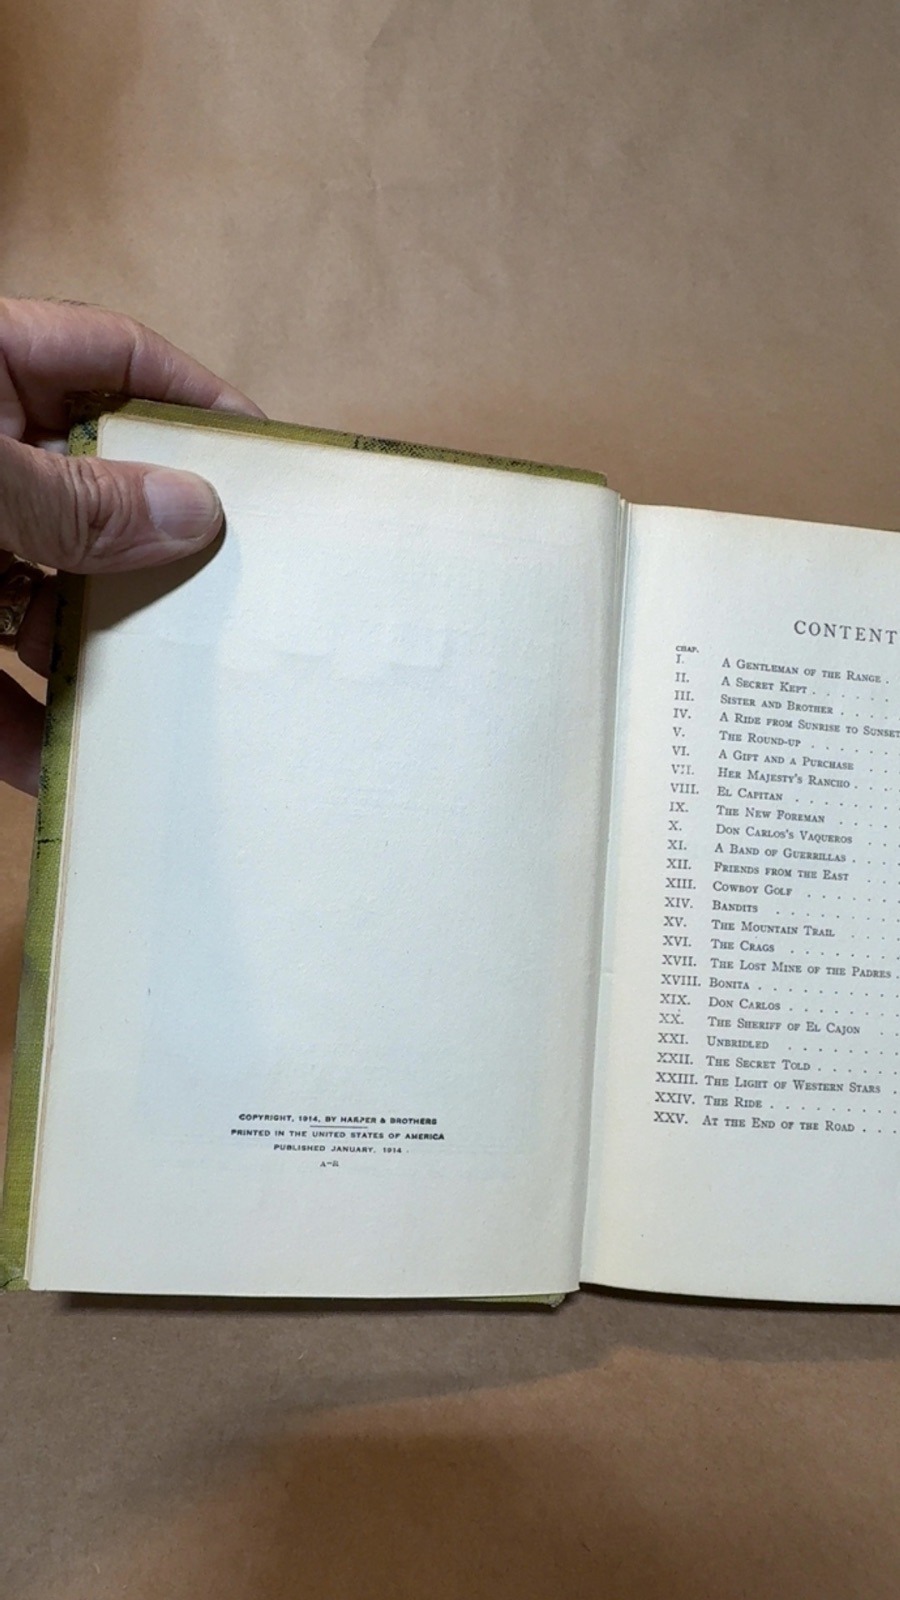 COPYRIGHT, 1914, BY HARPER & BROTHERS
PRINTED IN THE UNITED STATES OF AMERICA
PUBLISHED JANUARY, 1914
CONTENT
CHAP.
I. A Gentleman of the Range .
II. A Secret Kept . . . . . .
III. Sister and Brother . . . .
IV. A Ride from Sunrise to Sunset
V. The Round-up . . . . . .
VI. A Gift and a Purchase . .
VII. Her Majesty's Rancho . . .
VIII. El Capitan . . . . . . .
IX. The New Foreman . . . .
X. Don Carlos's Vaqueros . .
XI. A Band of Guerrillas . . .
XII. Friends from the East . .
XIII. Cowboy Golf . . . . . .
XIV. Bandits . . . . . . . .
XV. The Mountain Trail . . .
XVI. The Crags . . . . . . .
XVII. The Lost Mine of the Padres .
XVIII. Bonita . . . . . . . . .
XIX. Don Carlos . . . . . . .
XX. The Sheriff of El Cajon . .
XXI. Unbridled . . . . . . .
XXII. The Secret Told . . . . .
XXIII. The Light of Western Stars .
XXIV. The Ride . . . . . . . .
XXV. At the End of the Road . . .